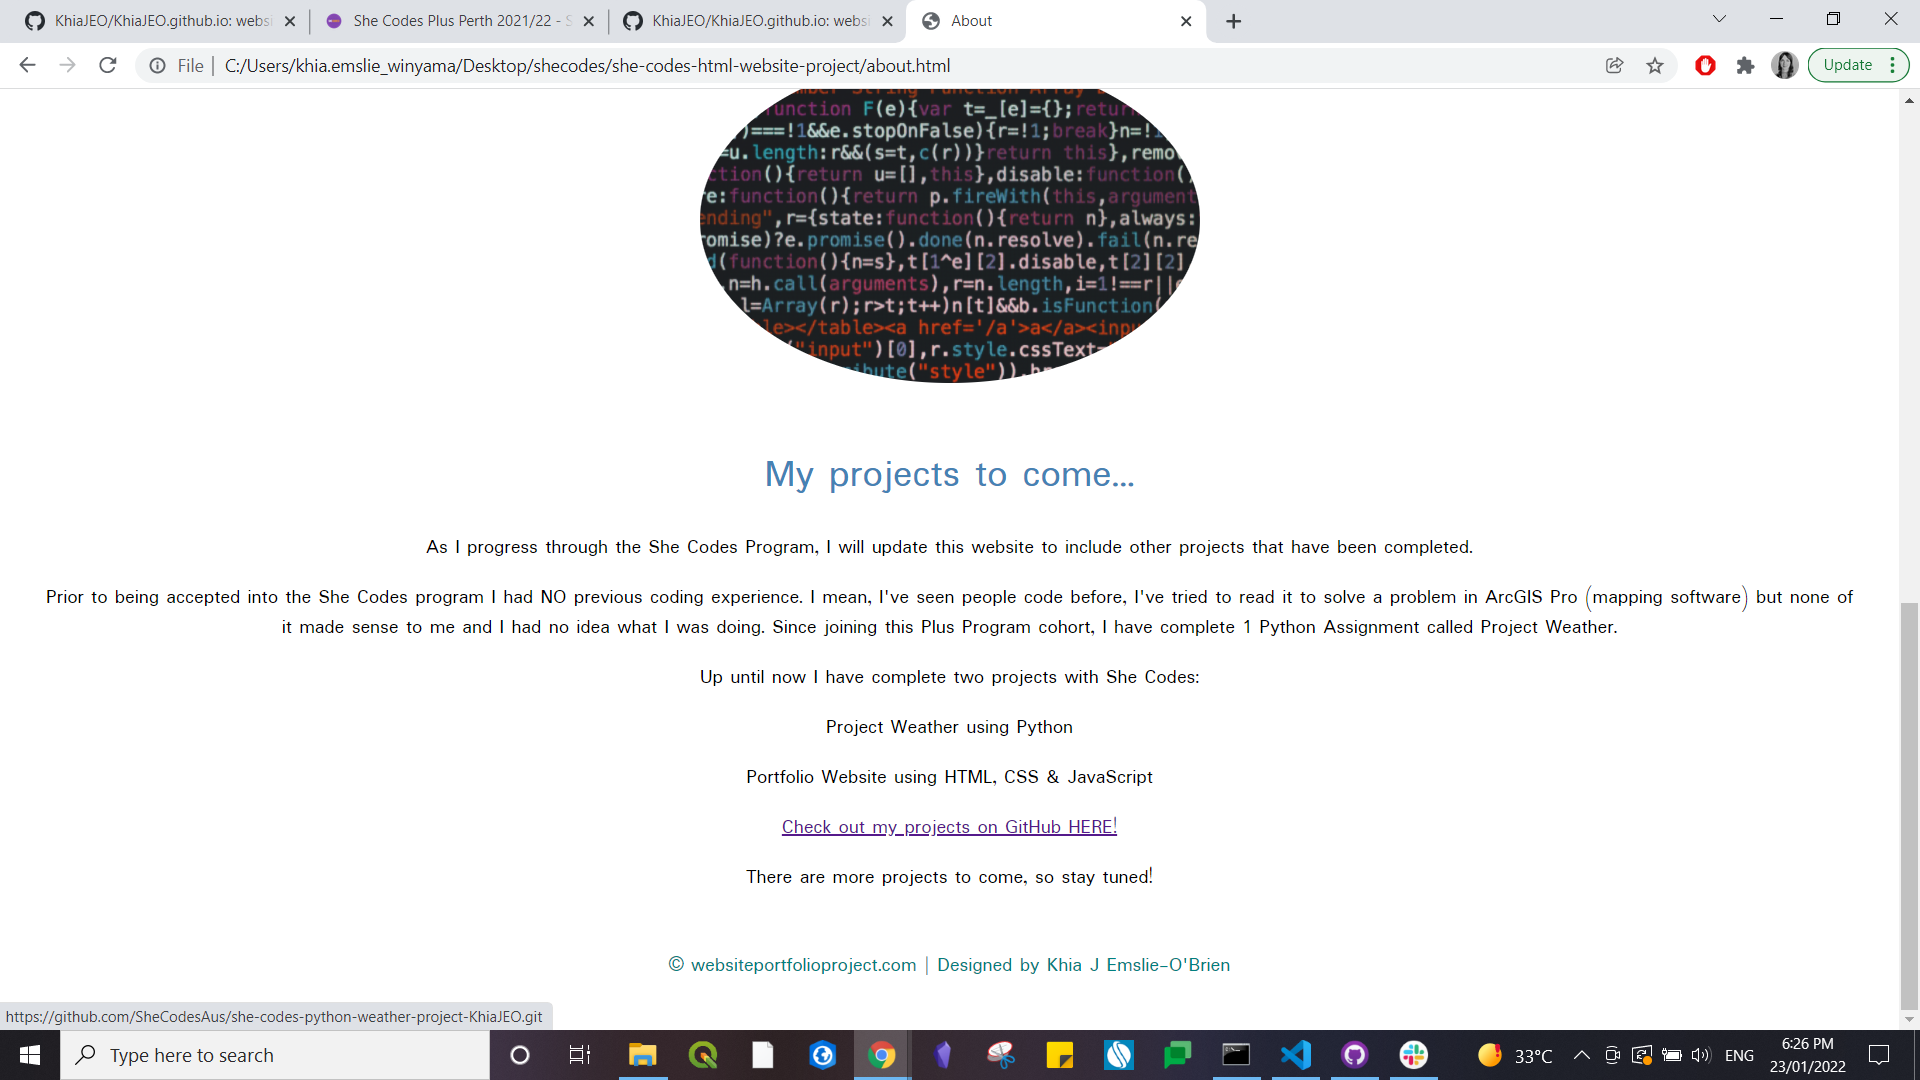 KhiaJEO/KhiaJEO.github.io: webs
She Codes Plus Perth 2021/22 - S
KhiaJEO/KhiaJEO.github.io: webs
About
File
C:/Users/khia.emslie_winyama/Desktop/shecodes/she-codes-html-website-project/about.html
Update
unction F(e){var t=_[e]={};retur
)===!1&&e.stopOnFalse){r=!1;break}n=!
=u.length:r&&(s=t,c(r))}return this},remo
ction(){return u=[],this},disable:function()
re:function(){return p.fireWith(this,argument
ending",r={state:function(){return n},always:
romise)?e.promise().done(n.resolve).fail(n.re
d(function(){n=s},t[1^e][2].disable,t[2][2]
.n=h.call(arguments),r=n.length,i=1!==r||
l=Array(r);r>t;t++)n[t]&&b.isFunction(
le></table><a href='/a'>a</a><inpu
("input")[0],r.style.cssText=
ribute("style")).hr
My projects to come...
As I progress through the She Codes Program, I will update this website to include other projects that have been completed.
Prior to being accepted into the She Codes program I had NO previous coding experience. I mean, I've seen people code before, I've tried to read it to solve a problem in ArcGIS Pro (mapping software) but none of
it made sense to me and I had no idea what I was doing. Since joining this Plus Program cohort, I have complete 1 Python Assignment called Project Weather.
Up until now I have complete two projects with She Codes:
Project Weather using Python
Portfolio Website using HTML, CSS & JavaScript
Check out my projects on GitHub HERE!
There are more projects to come, so stay tuned!
© websiteportfolioproject.com | Designed by Khia J Emslie-O'Brien
https://github.com/SheCodesAus/she-codes-python-weather-project-KhiaJEO.git
Type here to search
33°C
ENG
6:26 PM
23/01/2022